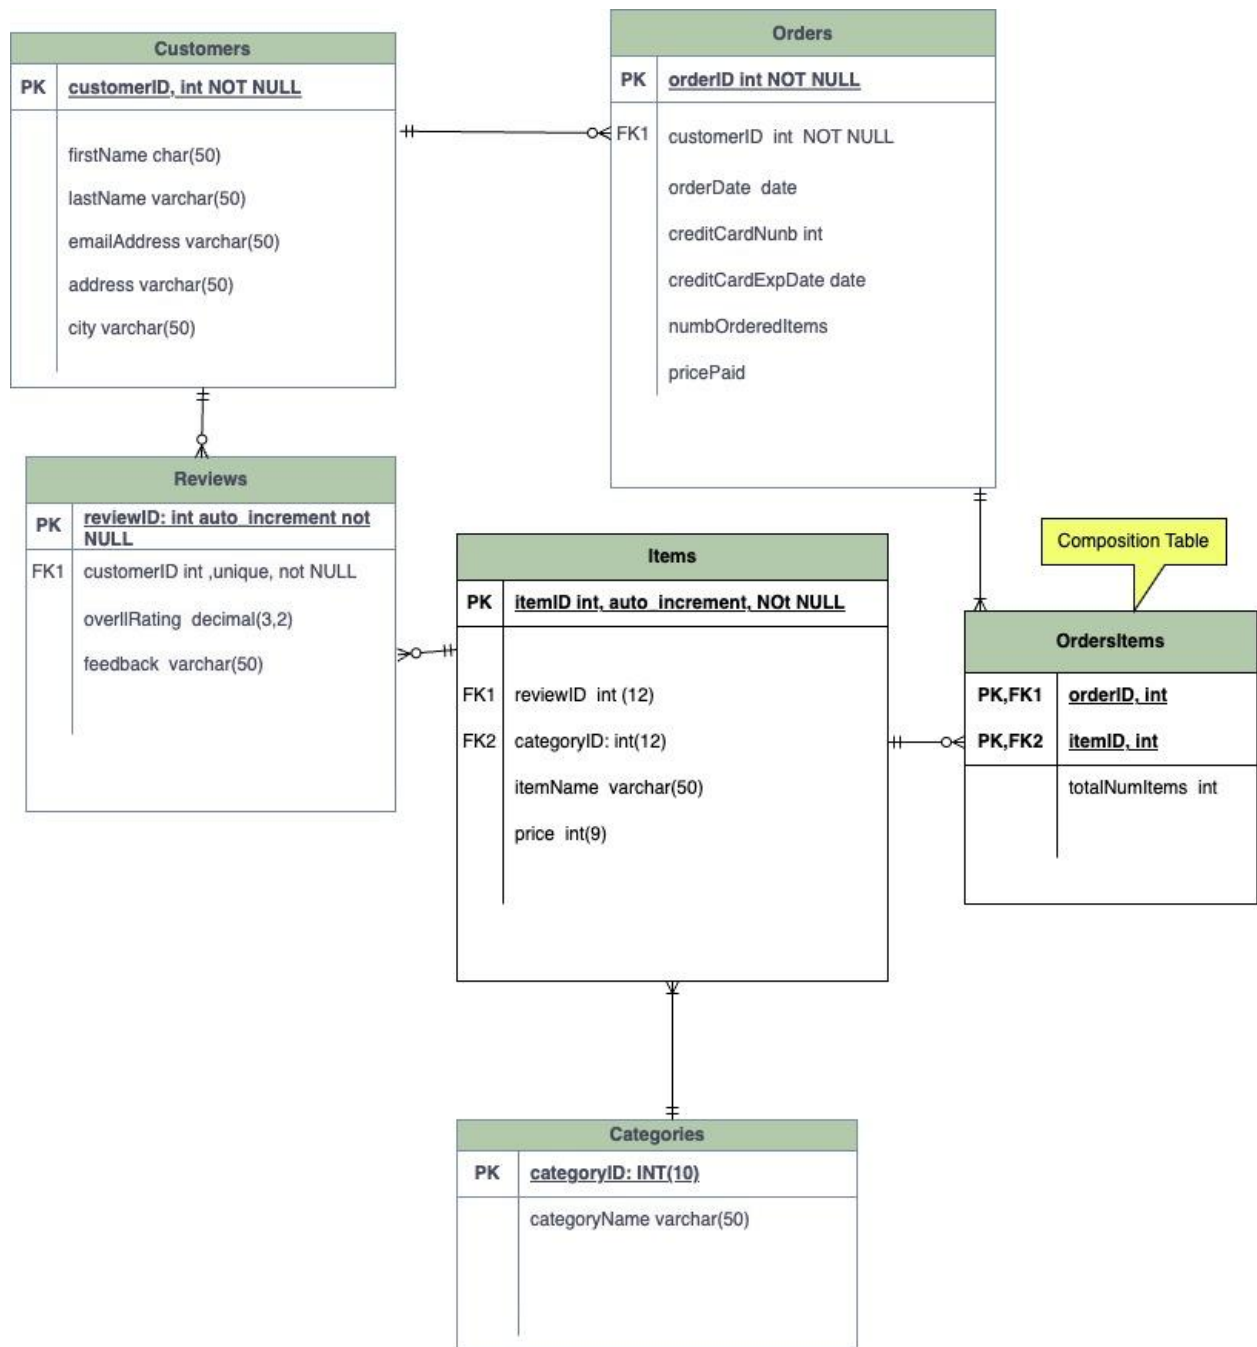 Customers
PK customerID, int NOT NULL
firstName char(50)
lastName varchar(50)
emailAddress varchar(50)
address varchar(50)
city varchar(50)
Orders
PK orderID int NOT NULL
FK1 customerID int NOT NULL
orderDate date
creditCardNunb int
creditCardExpDate date
numbOrderedItems
pricePaid
Reviews
PK reviewID: int auto_increment not
NULL
FK1 customerID int ,unique, not NULL
overllRating decimal(3,2)
feedback varchar(50)
Items
PK itemID int, auto_increment, NOt NULL
FK1 reviewID int (12)
FK2 categoryID: int(12)
itemName varchar(50)
price int(9)
Composition Table
OrdersItems
PK,FK1 orderID, int
PK,FK2 itemID, int
totalNumItems int
Categories
PK categoryID: INT(10)
categoryName varchar(50)